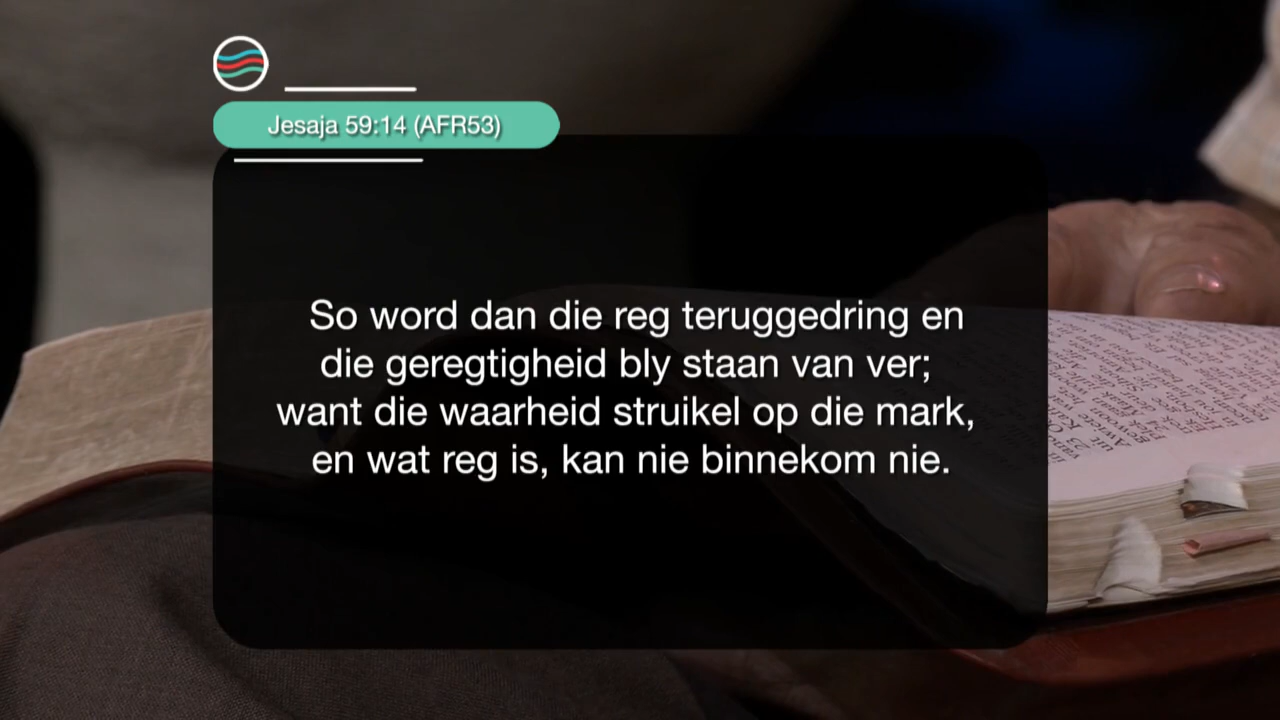 Jesaja 59:14 (AFR53)
So word dan die reg teruggedring en
die geregtigheid bly staan van ver;
want die waarheid struikel op die mark,
en wat reg is, kan nie binnekom nie.